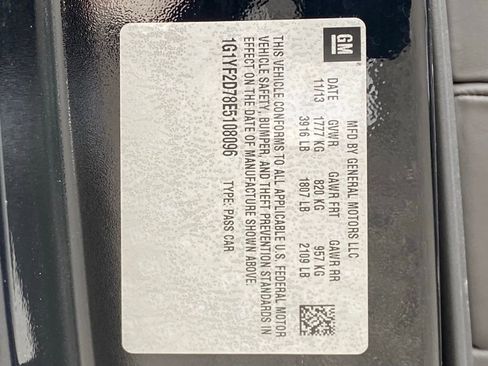 GM
MFD BY GENERAL MOTORS LLC
DATE GVWR GAWR FRT GAWR RR
11/13 1777 KG 820 KG 957 KG
3916 LB 1807 LB 2109 LB
THIS VEHICLE CONFORMS TO ALL APPLICABLE U.S. FEDERAL MOTOR
VEHICLE SAFETY, BUMPER, AND THEFT PREVENTION STANDARDS IN
EFFECT ON THE DATE OF MANUFACTURE SHOWN ABOVE.
1G1YF2D78E5108096 TYPE: PASS CAR